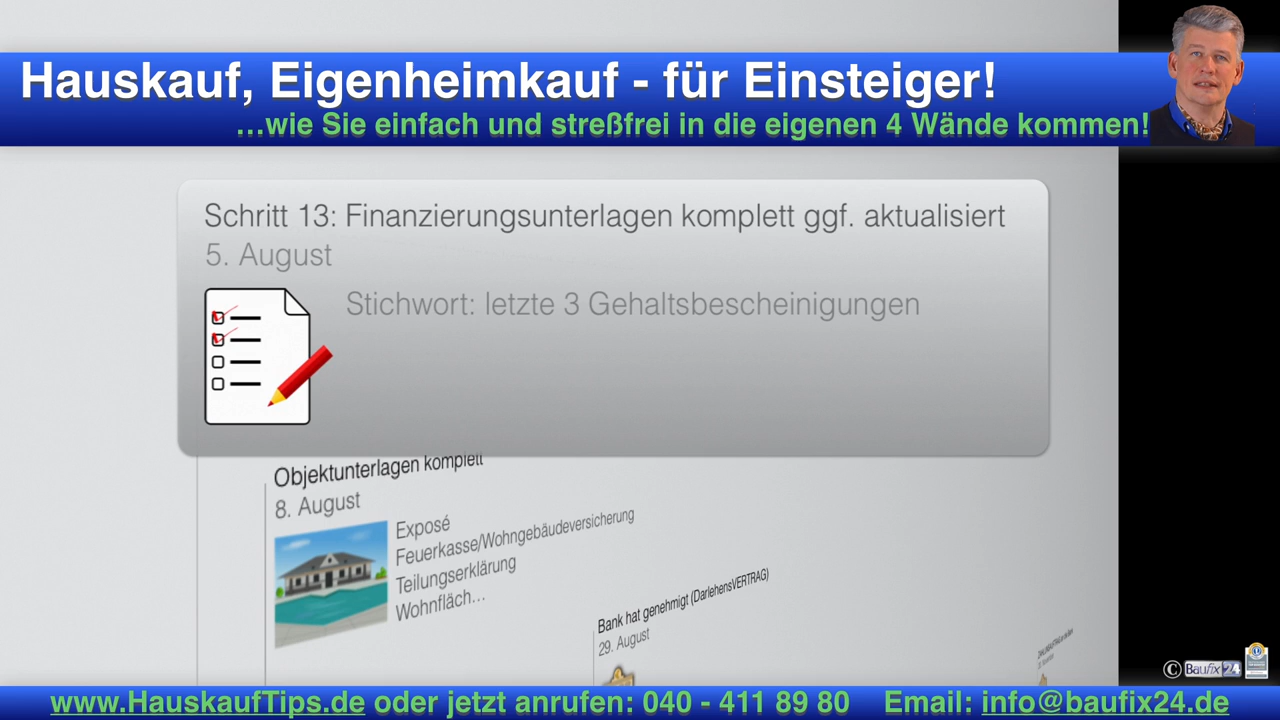 Hauskauf, Eigenheimkauf - für Einsteiger!
...wie Sie einfach und streßfrei in die eigenen 4 Wände kommen!
Schritt 13: Finanzierungsunterlagen komplett ggf. aktualisiert
5. August
Stichwort: letzte 3 Gehaltsbescheinigungen
Objektunterlagen komplett
8. August
Exposé
Feuerkasse/Wohngebäudeversicherung
Teilungserklärung
Wohnfläch...
Bank hat genehmigt (DarlehensVERTRAG)
29. August
© Baufix 24
www.HauskaufTips.de oder jetzt anrufen: 040 - 411 89 80 Email: info@baufix24.de